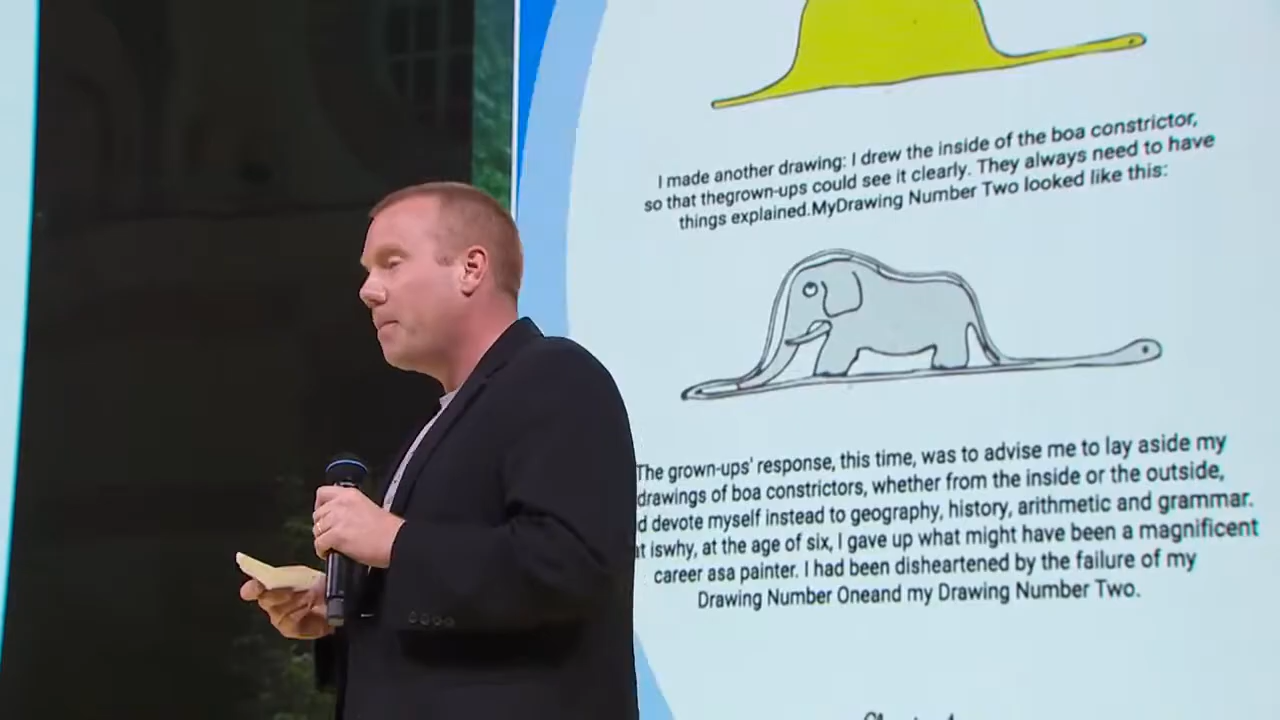 I made another drawing: I drew the inside of the boa constrictor,
so that thegrown-ups could see it clearly. They always need to have
things explained.MyDrawing Number Two looked like this:
The grown-ups' response, this time, was to advise me to lay aside my
drawings of boa constrictors, whether from the inside or the outside,
d devote myself instead to geography, history, arithmetic and grammar.
at iswhy, at the age of six, I gave up what might have been a magnificent
career asa painter. I had been disheartened by the failure of my
Drawing Number Oneand my Drawing Number Two.